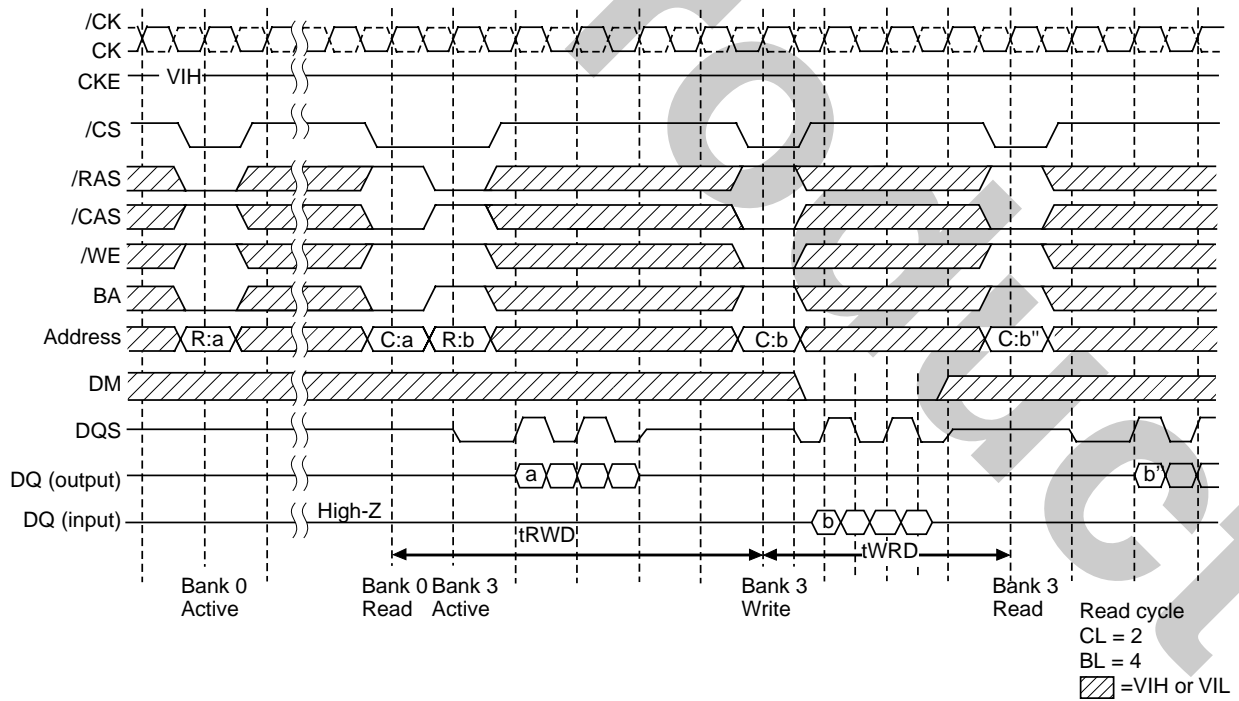 /CK
CK
CKE VIH
/CS
/RAS
/CAS
/WE
BA
Address R:a C:a R:b C:b C:b''
DM
DQS
DQ (output) a b'
DQ (input) High-Z b
tRWD tWRD
Bank 0 Active
Bank 0 Read
Bank 3 Active
Bank 3 Write
Bank 3 Read
Read cycle
CL = 2
BL = 4
=VIH or VIL
roduct